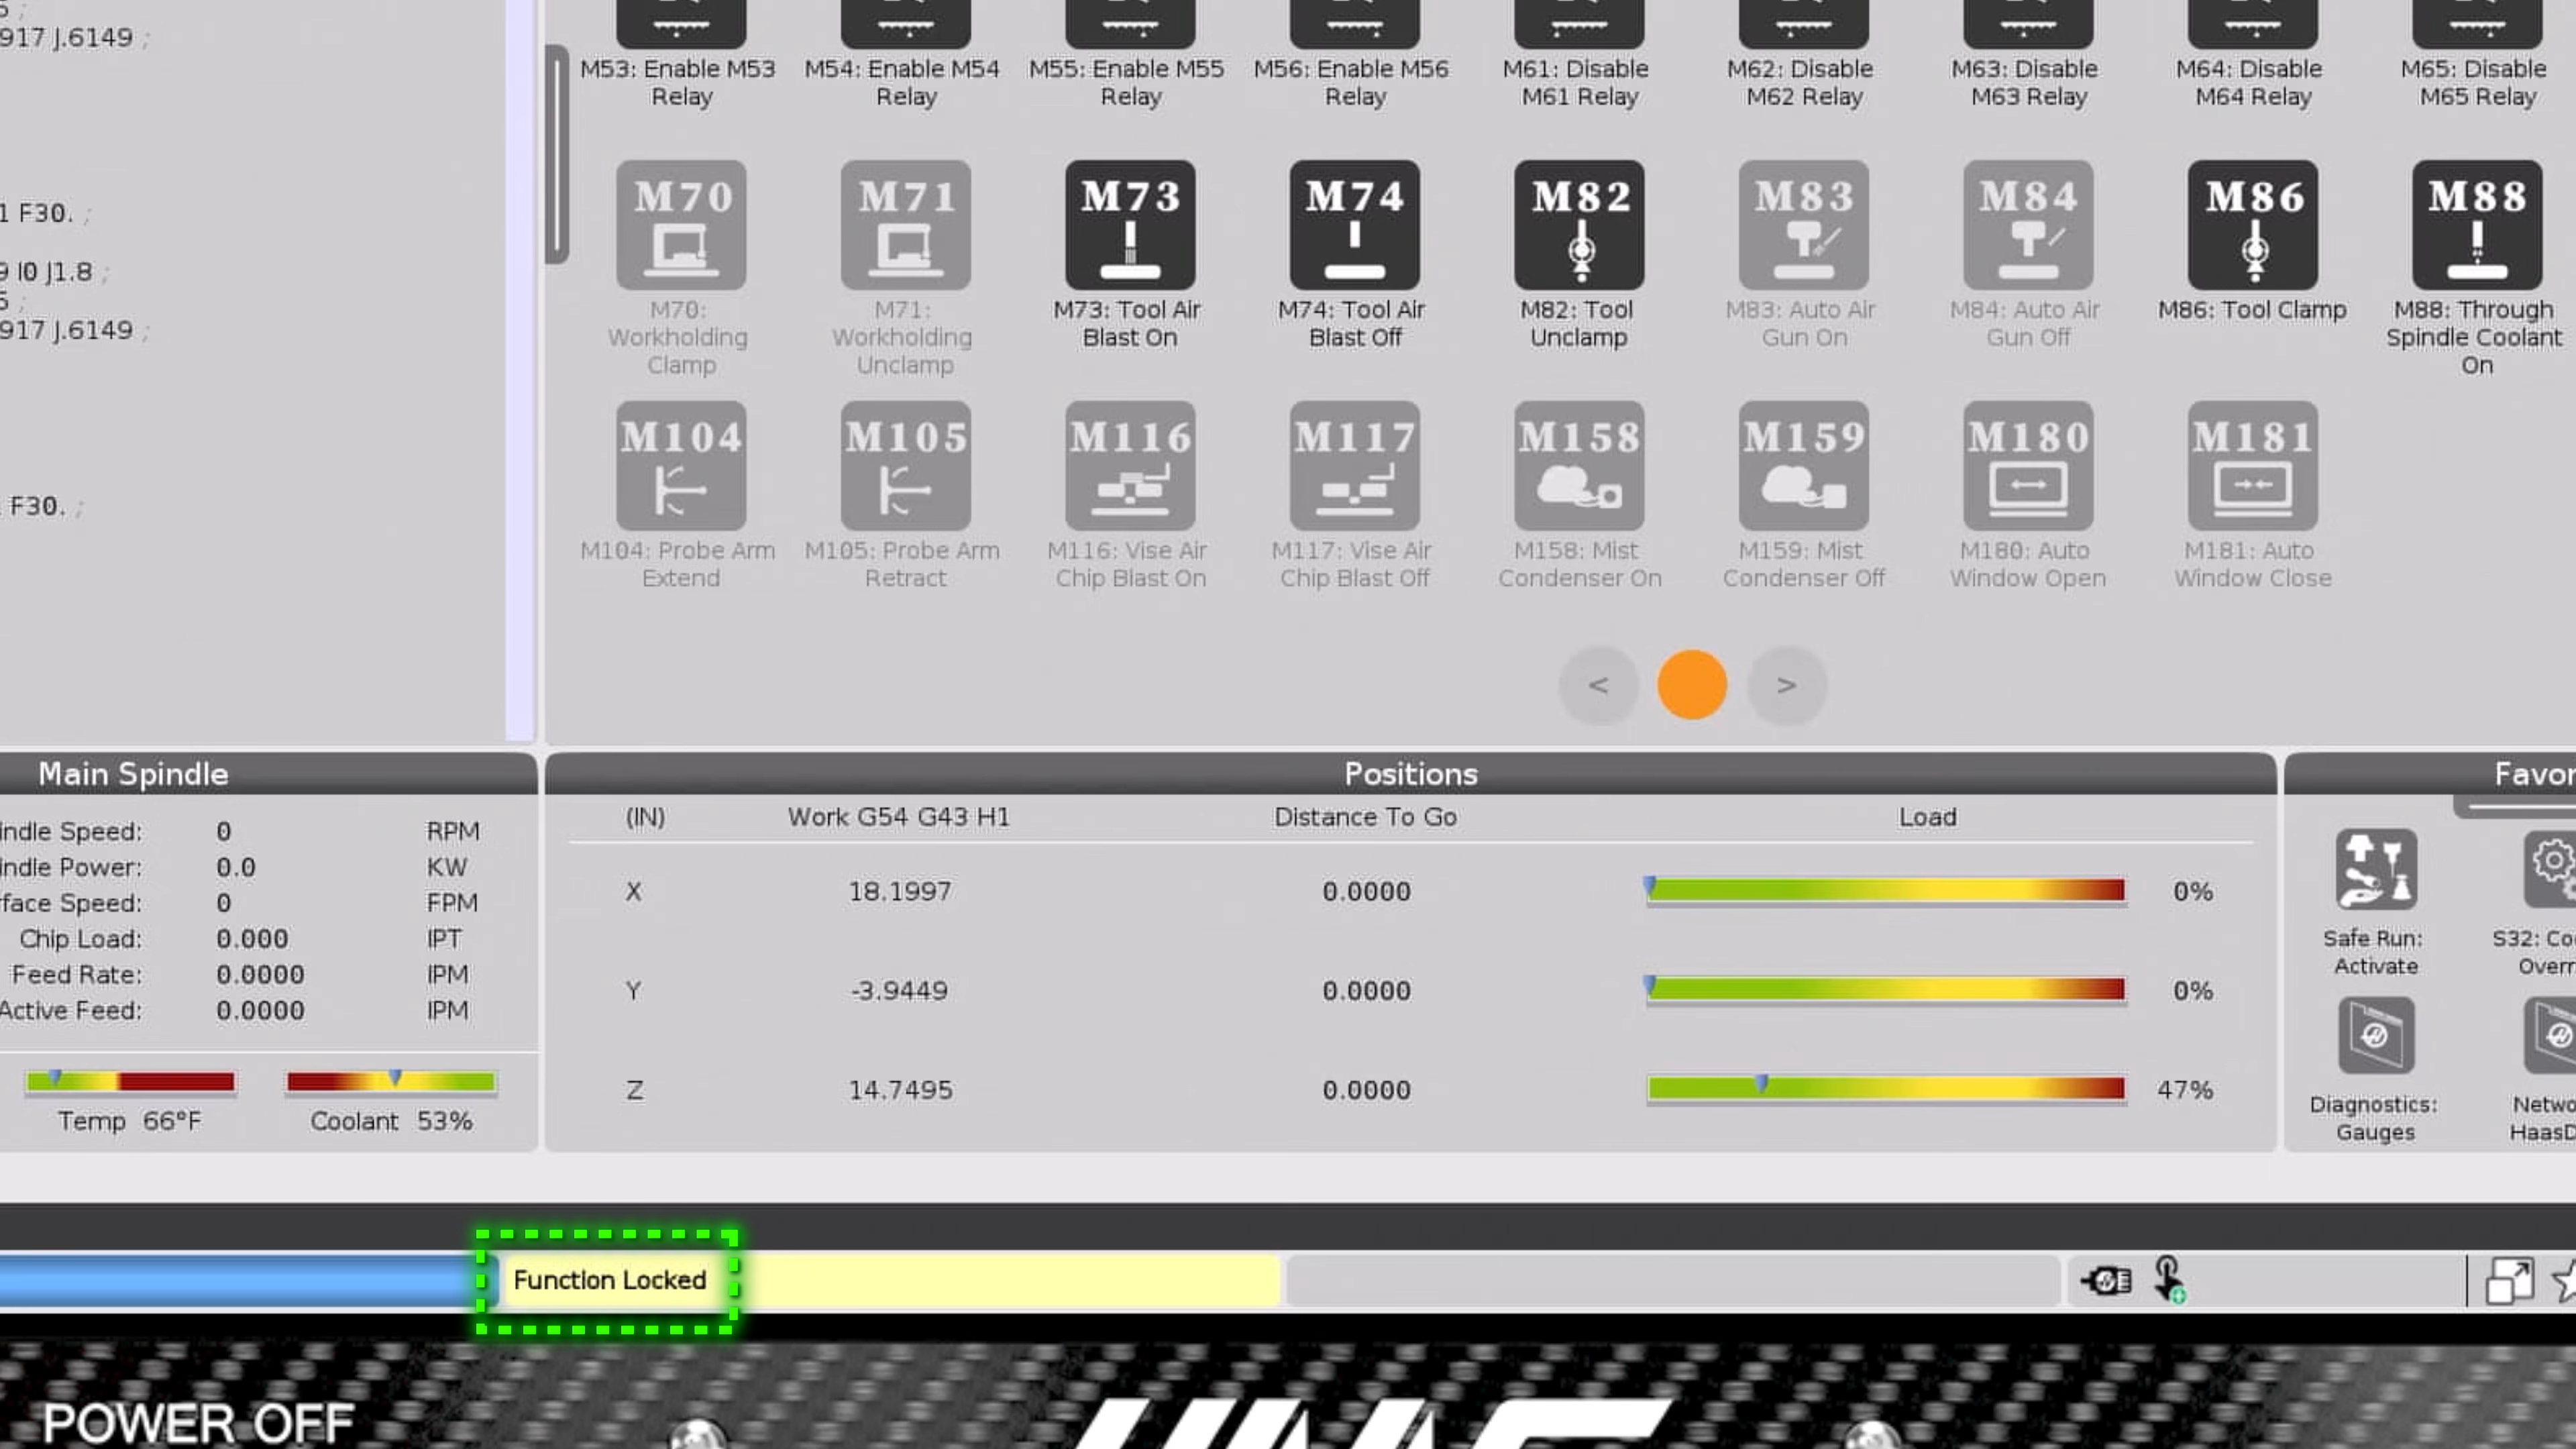 917 J.6149 ;
1 F30. ;
9 I0 J1.8 ;
917 J.6149 ;
F30. ;
M53: Enable M53
Relay
M54: Enable M54
Relay
M55: Enable M55
Relay
M56: Enable M56
Relay
M61: Disable
M61 Relay
M62: Disable
M62 Relay
M63: Disable
M63 Relay
M64: Disable
M64 Relay
M65: Disable
M65 Relay
M70
M70:
Workholding
Clamp
M71
M71:
Workholding
Unclamp
M73
M73: Tool Air
Blast On
M74
M74: Tool Air
Blast Off
M82
M82: Tool
Unclamp
M83
M83: Auto Air
Gun On
M84
M84: Auto Air
Gun Off
M86
M86: Tool Clamp
M88
M88: Through
Spindle Coolant
On
M104
M104: Probe Arm
Extend
M105
M105: Probe Arm
Retract
M116
M116: Vise Air
Chip Blast On
M117
M117: Vise Air
Chip Blast Off
M158
M158: Mist
Condenser On
M159
M159: Mist
Condenser Off
M180
M180: Auto
Window Open
M181
M181: Auto
Window Close
< >
Main Spindle
indle Speed: 0 RPM
indle Power: 0.0 KW
face Speed: 0 FPM
Chip Load: 0.000 IPT
Feed Rate: 0.0000 IPM
Active Feed: 0.0000 IPM
Temp 66°F
Coolant 53%
Positions
(IN) Work G54 G43 H1 Distance To Go Load
X 18.1997 0.0000 0%
Y -3.9449 0.0000 0%
Z 14.7495 0.0000 47%
Favor
Safe Run:
Activate
S32: Co
Overr
Diagnostics:
Gauges
Netwo
HaasD
Function Locked
POWER OFF